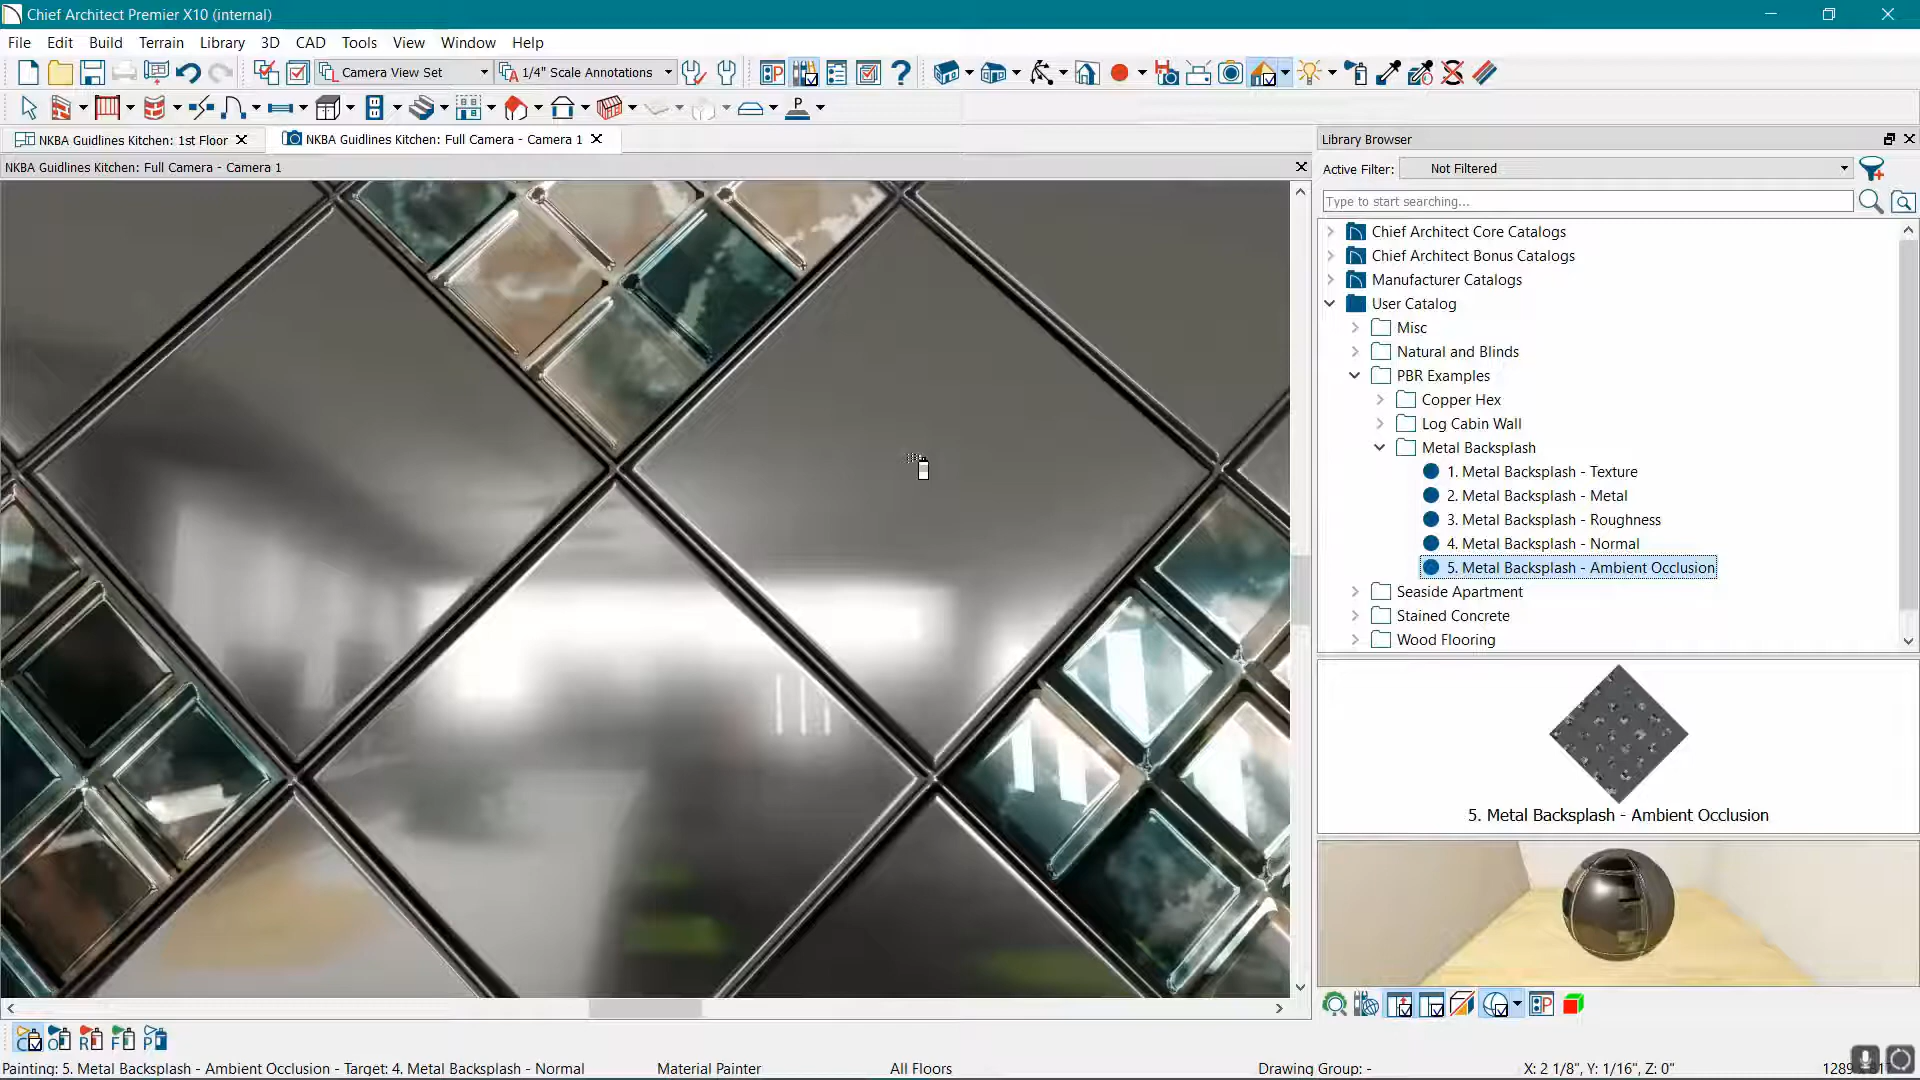 Chief Architect Premier X10 (internal)
File Edit Build Terrain Library 3D CAD Tools View Window Help
Camera View Set 1/4" Scale Annotations
NKBA Guidlines Kitchen: 1st Floor NKBA Guidlines Kitchen: Full Camera - Camera 1
NKBA Guidlines Kitchen: Full Camera - Camera 1
Library Browser
Active Filter: Not Filtered
Type to start searching...
Chief Architect Core Catalogs
Chief Architect Bonus Catalogs
Manufacturer Catalogs
User Catalog
Misc
Natural and Blinds
PBR Examples
Copper Hex
Log Cabin Wall
Metal Backsplash
1. Metal Backsplash - Texture
2. Metal Backsplash - Metal
3. Metal Backsplash - Roughness
4. Metal Backsplash - Normal
5. Metal Backsplash - Ambient Occlusion
Seaside Apartment
Stained Concrete
Wood Flooring
5. Metal Backsplash - Ambient Occlusion
Painting: 5. Metal Backsplash - Ambient Occlusion - Target: 4. Metal Backsplash - Normal Material Painter All Floors Drawing Group: - X: 2 1/8", Y: 1/16", Z: 0"